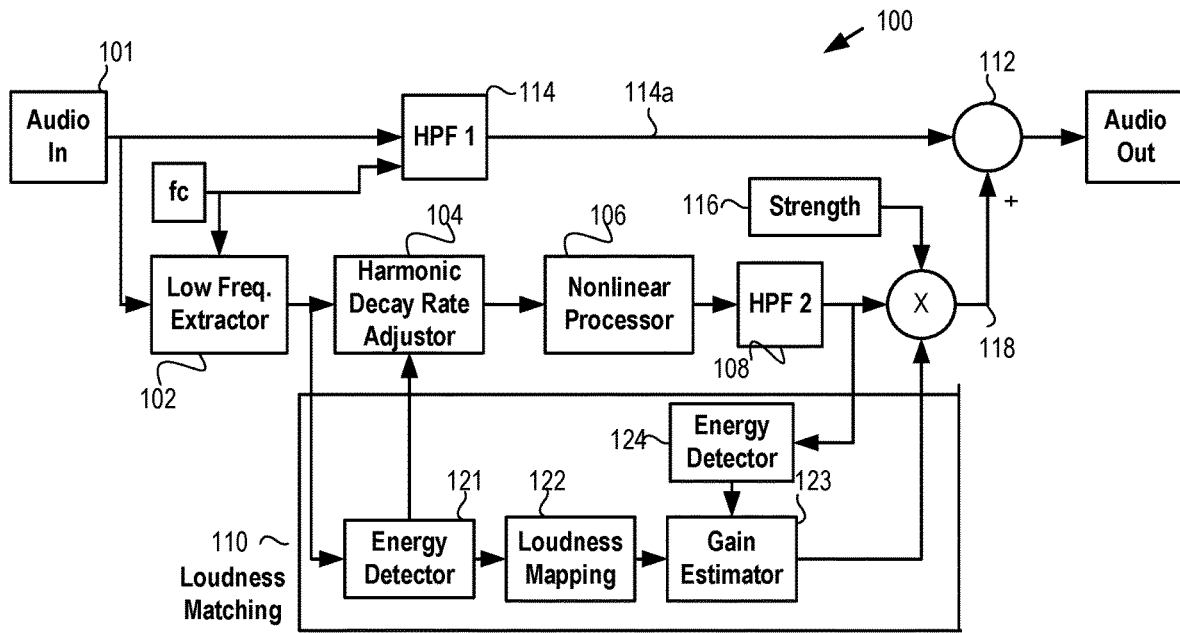 100
101
Audio
In
114
HPF 1
114a
112
Audio
Out
fc
116
Strength
+
104
106
Low Freq.
Extractor
Harmonic
Decay Rate
Adjustor
Nonlinear
Processor
HPF 2
X
118
102
108
124
Energy
Detector
121
122
123
110
Loudness
Matching
Energy
Detector
Loudness
Mapping
Gain
Estimator